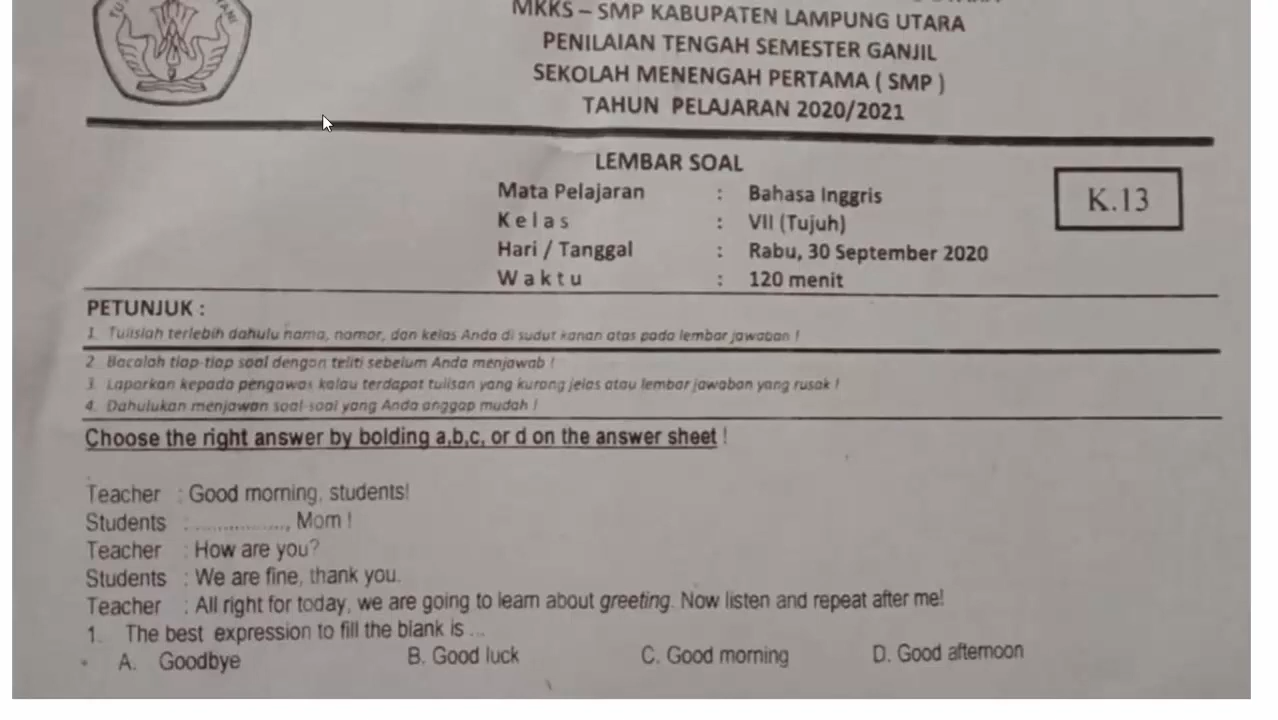 MKKS – SMP KABUPATEN LAMPUNG UTARA
PENILAIAN TENGAH SEMESTER GANJIL
SEKOLAH MENENGAH PERTAMA ( SMP )
TAHUN PELAJARAN 2020/2021
LEMBAR SOAL
K.13
Mata Pelajaran : Bahasa Inggris
K e l a s : VII (Tujuh)
Hari / Tanggal : Rabu, 30 September 2020
W a k t u : 120 menit
PETUNJUK :
1. Tulislah terlebih dahulu nama, nomor, dan kelas Anda di sudut kanan atas pada lembar jawaban !
2. Bacalah tiap-tiap soal dengan teliti sebelum Anda menjawab !
3. Laporkan kepada pengawas kalau terdapat tulisan yang kurang jelas atau lembar jawaban yang rusak !
4. Dahulukan menjawan soal-soal yang Anda anggap mudah !
Choose the right answer by bolding a,b,c, or d on the answer sheet !
Teacher : Good morning, students!
Students : ................, Mom !
Teacher : How are you?
Students : We are fine, thank you.
Teacher : All right for today, we are going to learn about greeting. Now listen and repeat after me!
1. The best expression to fill the blank is ...
A. Goodbye B. Good luck C. Good morning D. Good afternoon